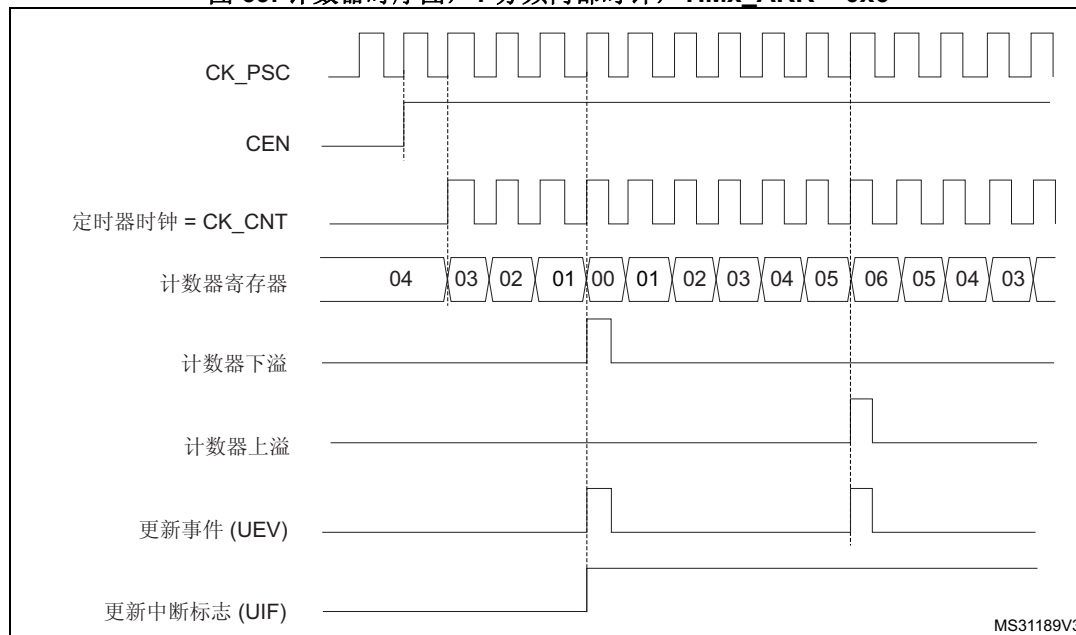 CK_PSC
CEN
定时器时钟 = CK_CNT
计数器寄存器 04 03 02 01 00 01 02 03 04 05 06 05 04 03
计数器下溢
计数器上溢
更新事件 (UEV)
更新中断标志 (UIF)
MS31189V3